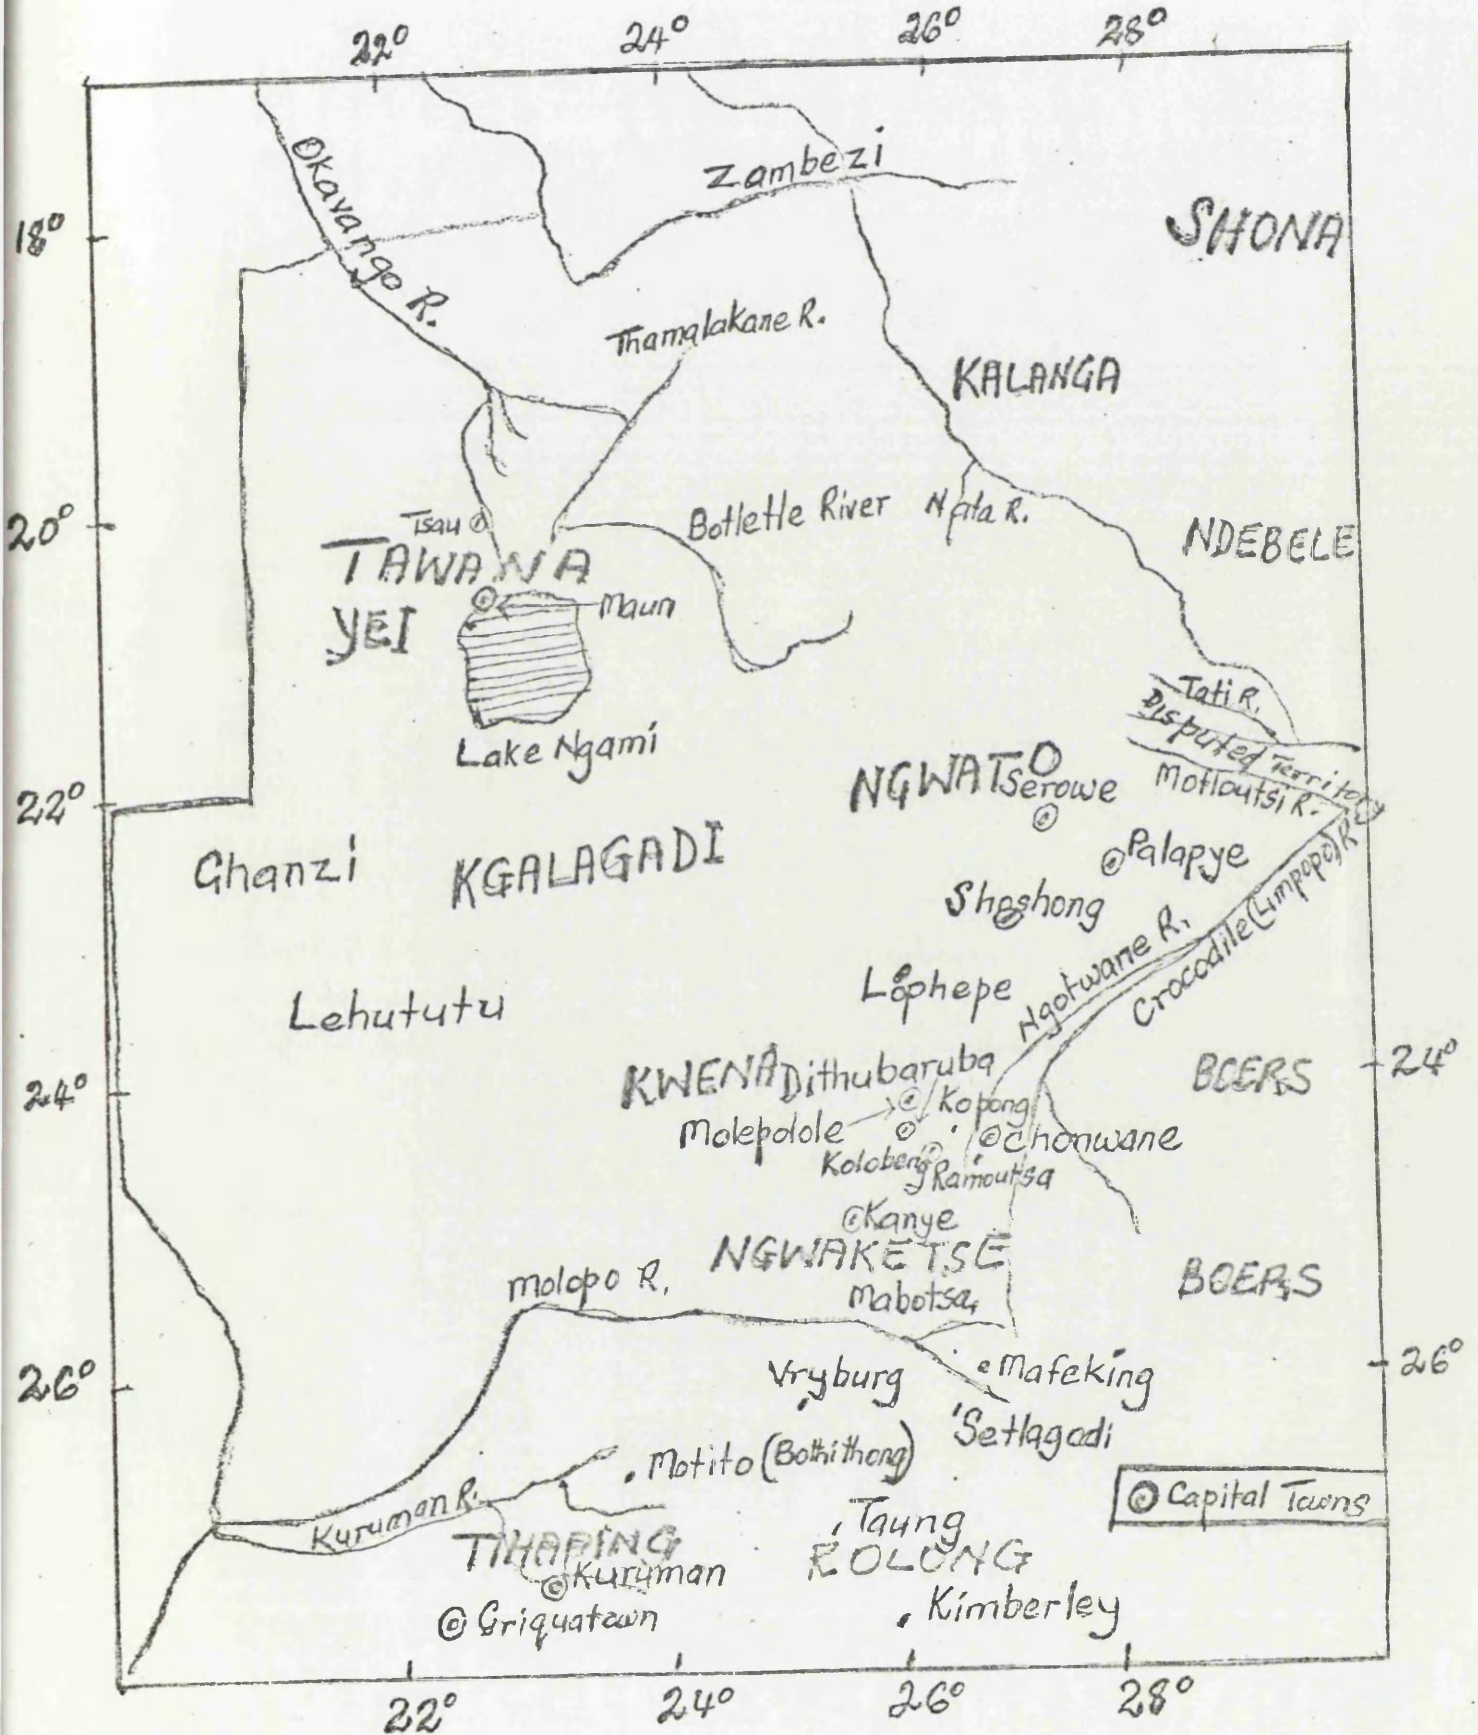 22°
24°
26°
28°
Okavango R.
Zambezi
18°
SHONA
Thamalakane R.
KALANGA
20°
Tsau
Botletle River
Nata R.
NDEBELE
TAWANA
YEI
Maun
Lake Ngami
Tati R.
Disputed Territory
Motloutsi R.
22°
NGWATO
Serowe
Ghanzi
KGALAGADI
Palapye
Shoshong
Crocodile (Limpopo) R
Ngotwane R.
Lophepe
Lehututu
24°
KWENA
Dithubaruba
BOERS
24°
Kopong
Molepolole
Chonwane
Kolobeng
Ramoutsa
Kanye
NGWAKETSE
Molopo R.
Mabotsa
BOERS
26°
Vryburg
Mafeking
26°
Setlagodi
Motito (Bothithong)
Capital Towns
Kuruman R.
TLHAPING
Taung
ROLONG
Kuruman
Griquatown
Kimberley
22°
24°
26°
28°